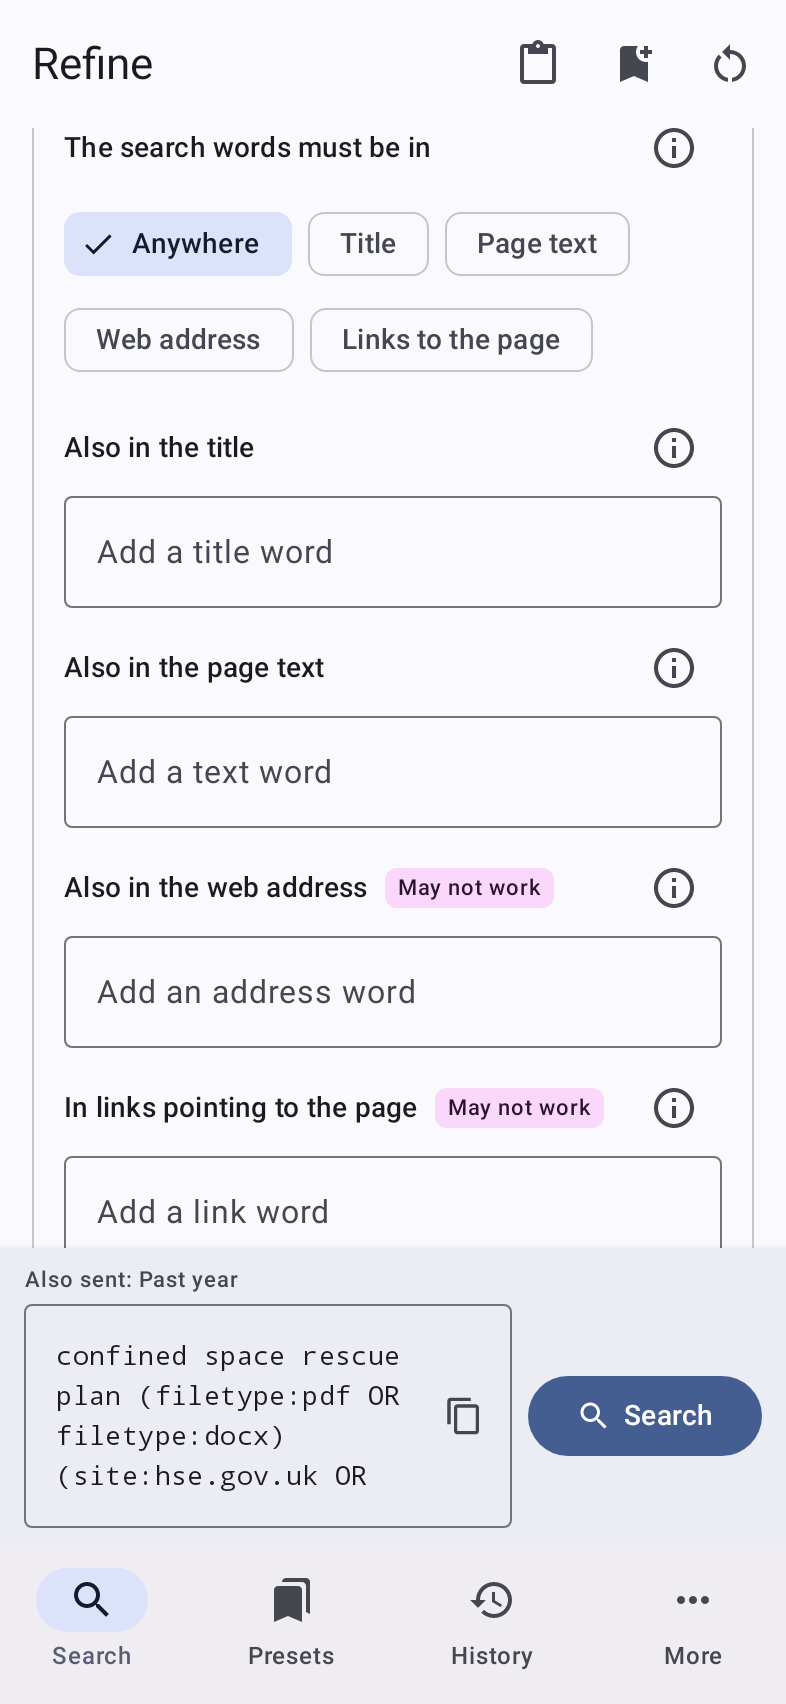 Refine
The search words must be in
Anywhere
Title
Page text
Web address
Links to the page
Also in the title
Add a title word
Also in the page text
Add a text word
Also in the web address
May not work
Add an address word
In links pointing to the page
May not work
Add a link word
Also sent: Past year
confined space rescue
plan (filetype:pdf OR
filetype:docx)
(site:hse.gov.uk OR
Search
Search
Presets
History
More